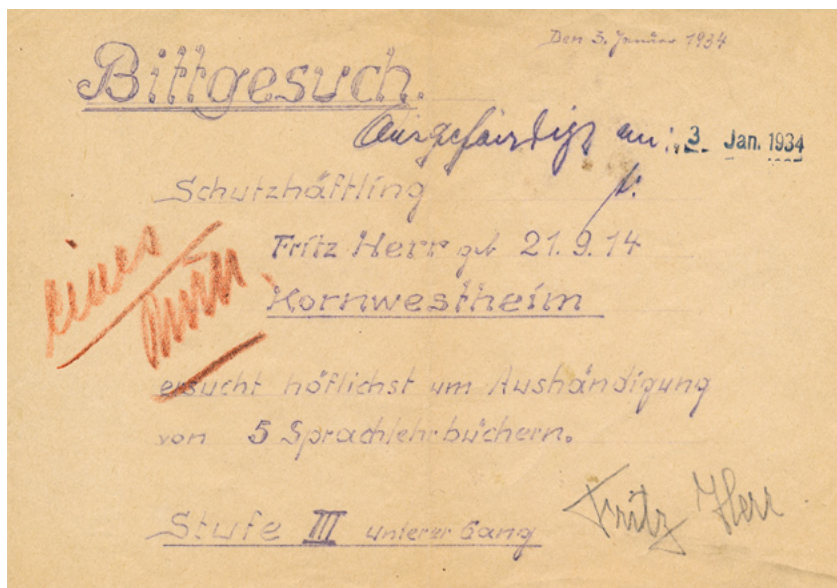 Den 3. Januar 1934
Bittgesuch.
Ausgehändigt am: 3. Jan. 1934
Schutzhäftling
Fritz Herr geb 21.9.14
Kornwestheim
ersucht höflichst um Aushändigung
von 5 Sprachlehrbüchern.
Stufe III unterer Gang
Fritz Herr